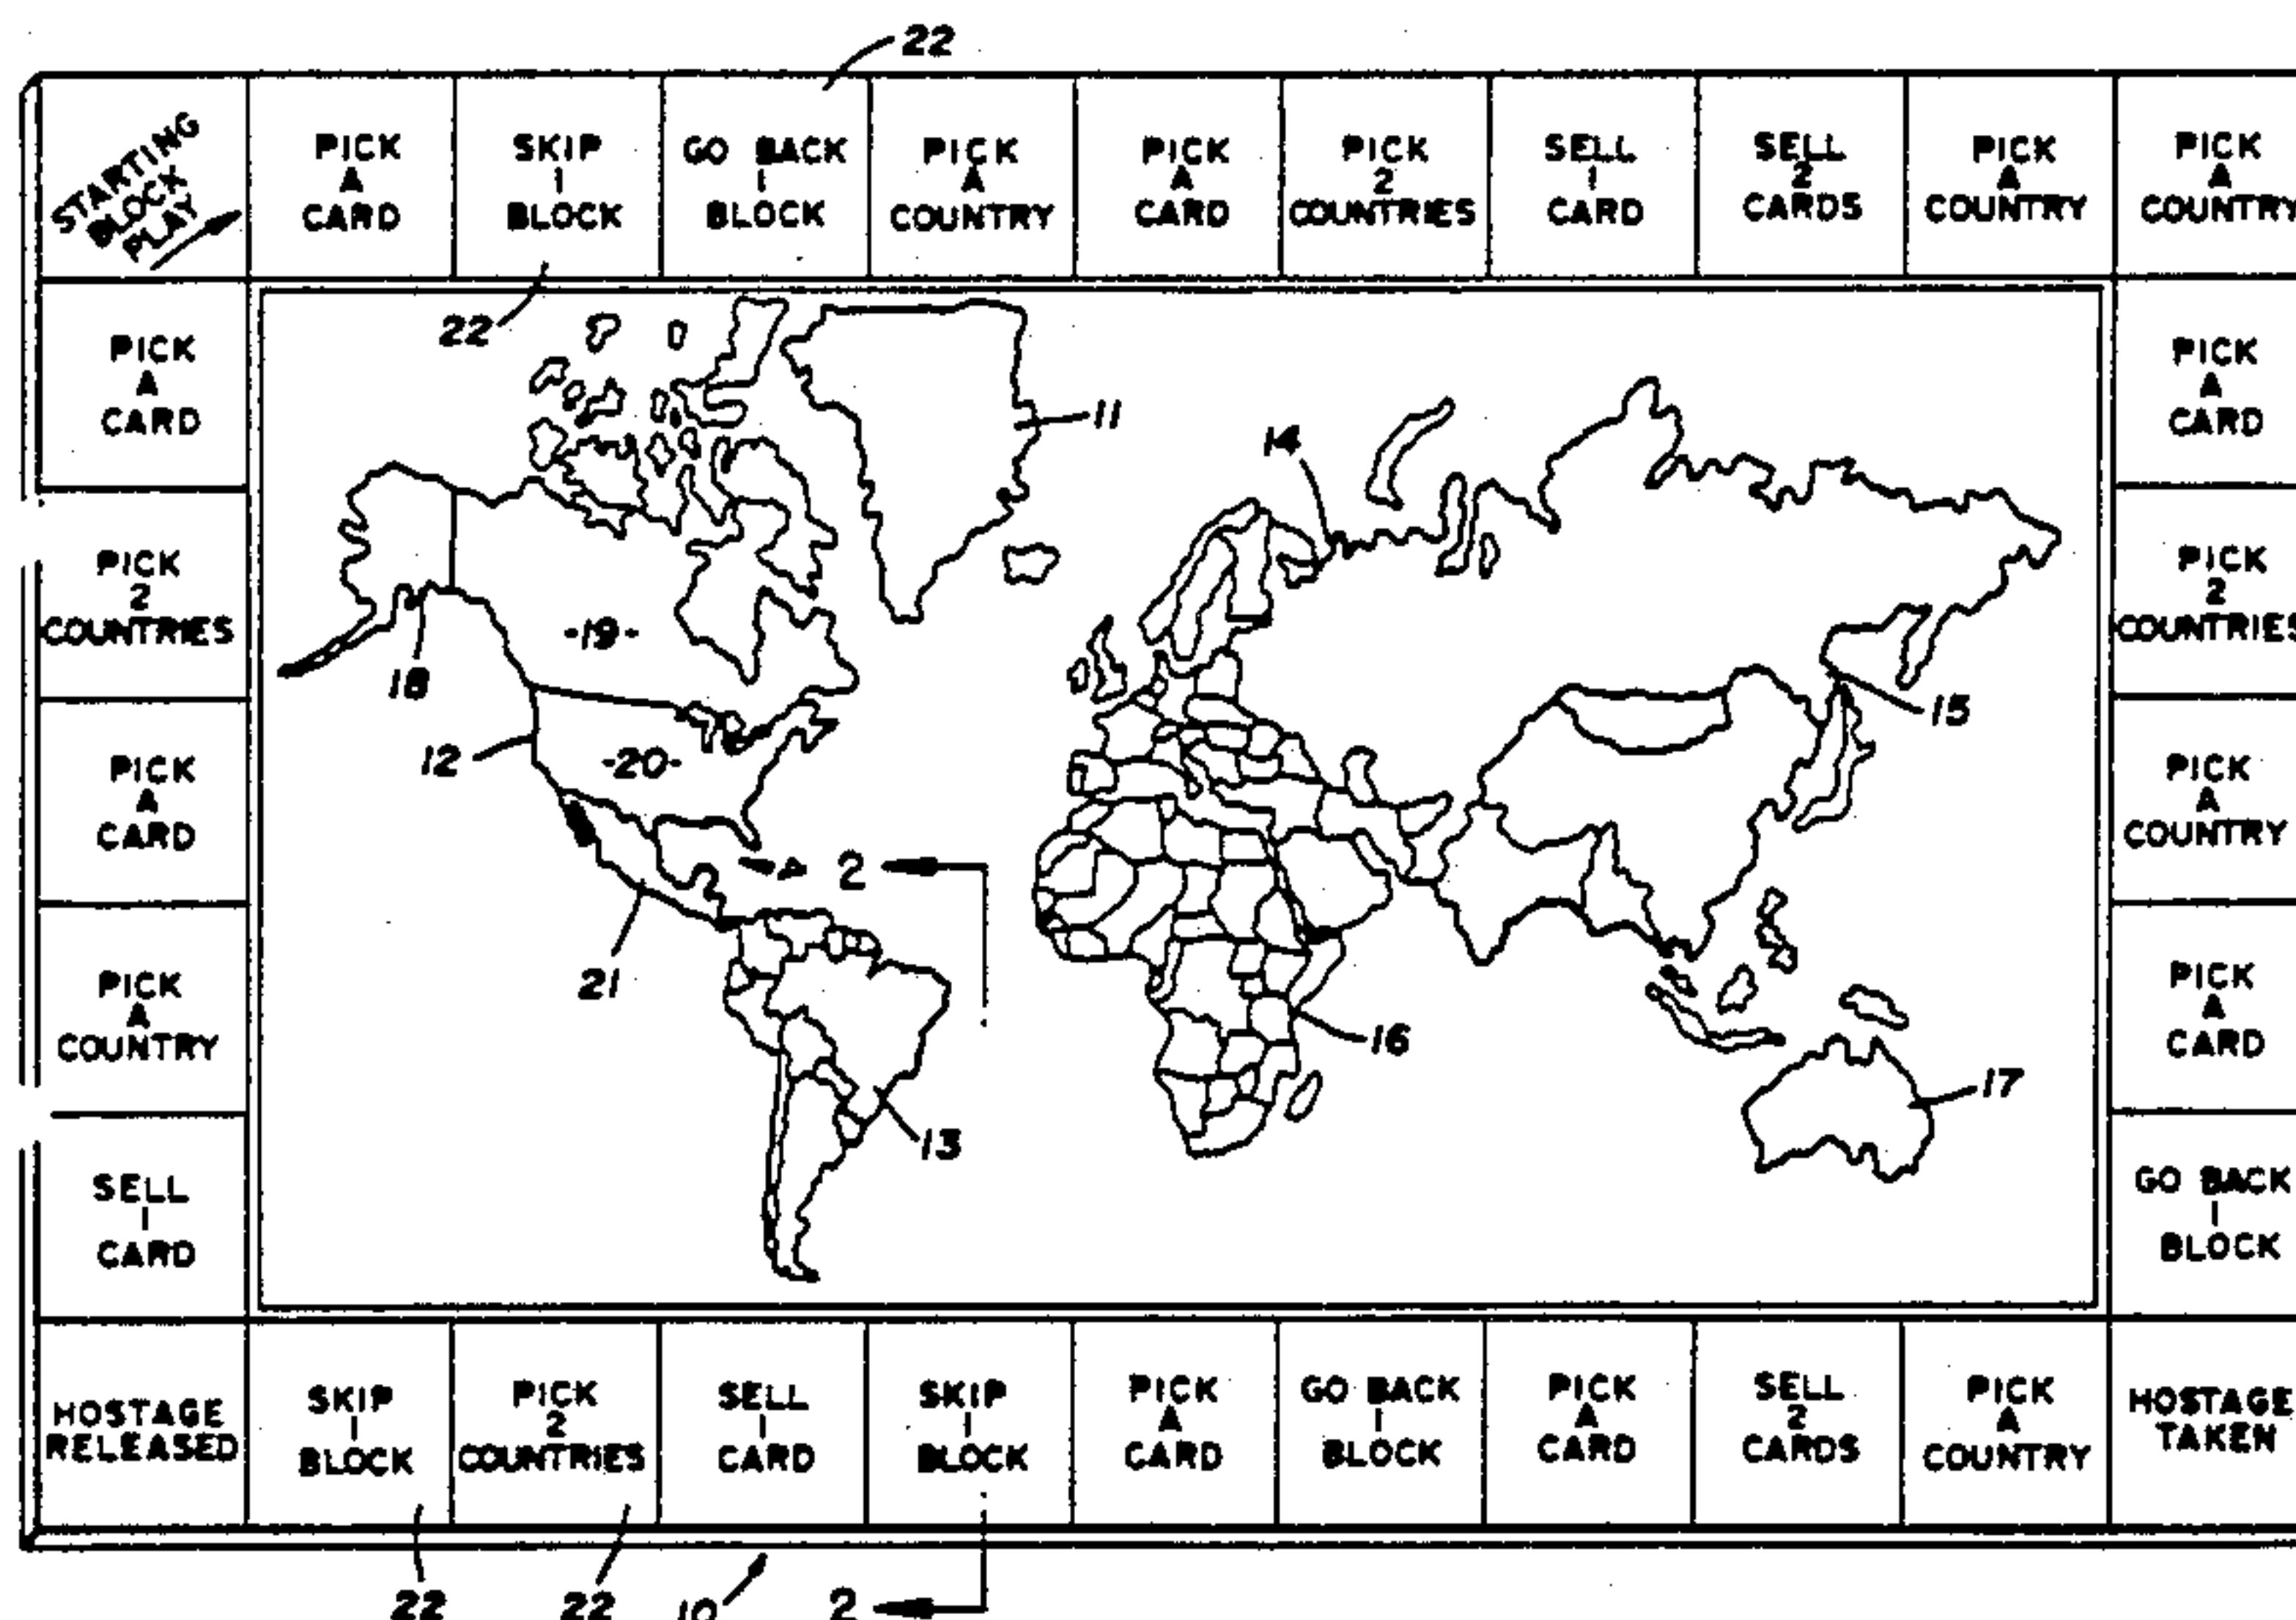 22
STARTING
BLOCK
PLAY
PICK
A
CARD
SKIP
1
BLOCK
GO BACK
1
BLOCK
PICK
A
COUNTRY
PICK
A
CARD
PICK
2
COUNTRIES
SELL
1
CARD
SELL
2
CARDS
PICK
A
COUNTRY
PICK
A
COUNTRY
22
PICK
A
CARD
11
14
PICK
A
CARD
PICK
2
COUNTRIES
18
-19-
15
PICK
2
COUNTRIES
PICK
A
CARD
12
-20-
PICK
A
COUNTRY
2
PICK
A
COUNTRY
21
16
PICK
A
CARD
SELL
1
CARD
13
17
GO BACK
1
BLOCK
HOSTAGE
RELEASED
SKIP
1
BLOCK
PICK
2
COUNTRIES
SELL
1
CARD
SKIP
1
BLOCK
PICK
A
CARD
GO BACK
1
BLOCK
PICK
A
CARD
SELL
2
CARDS
PICK
A
COUNTRY
HOSTAGE
TAKEN
22
22
10
2